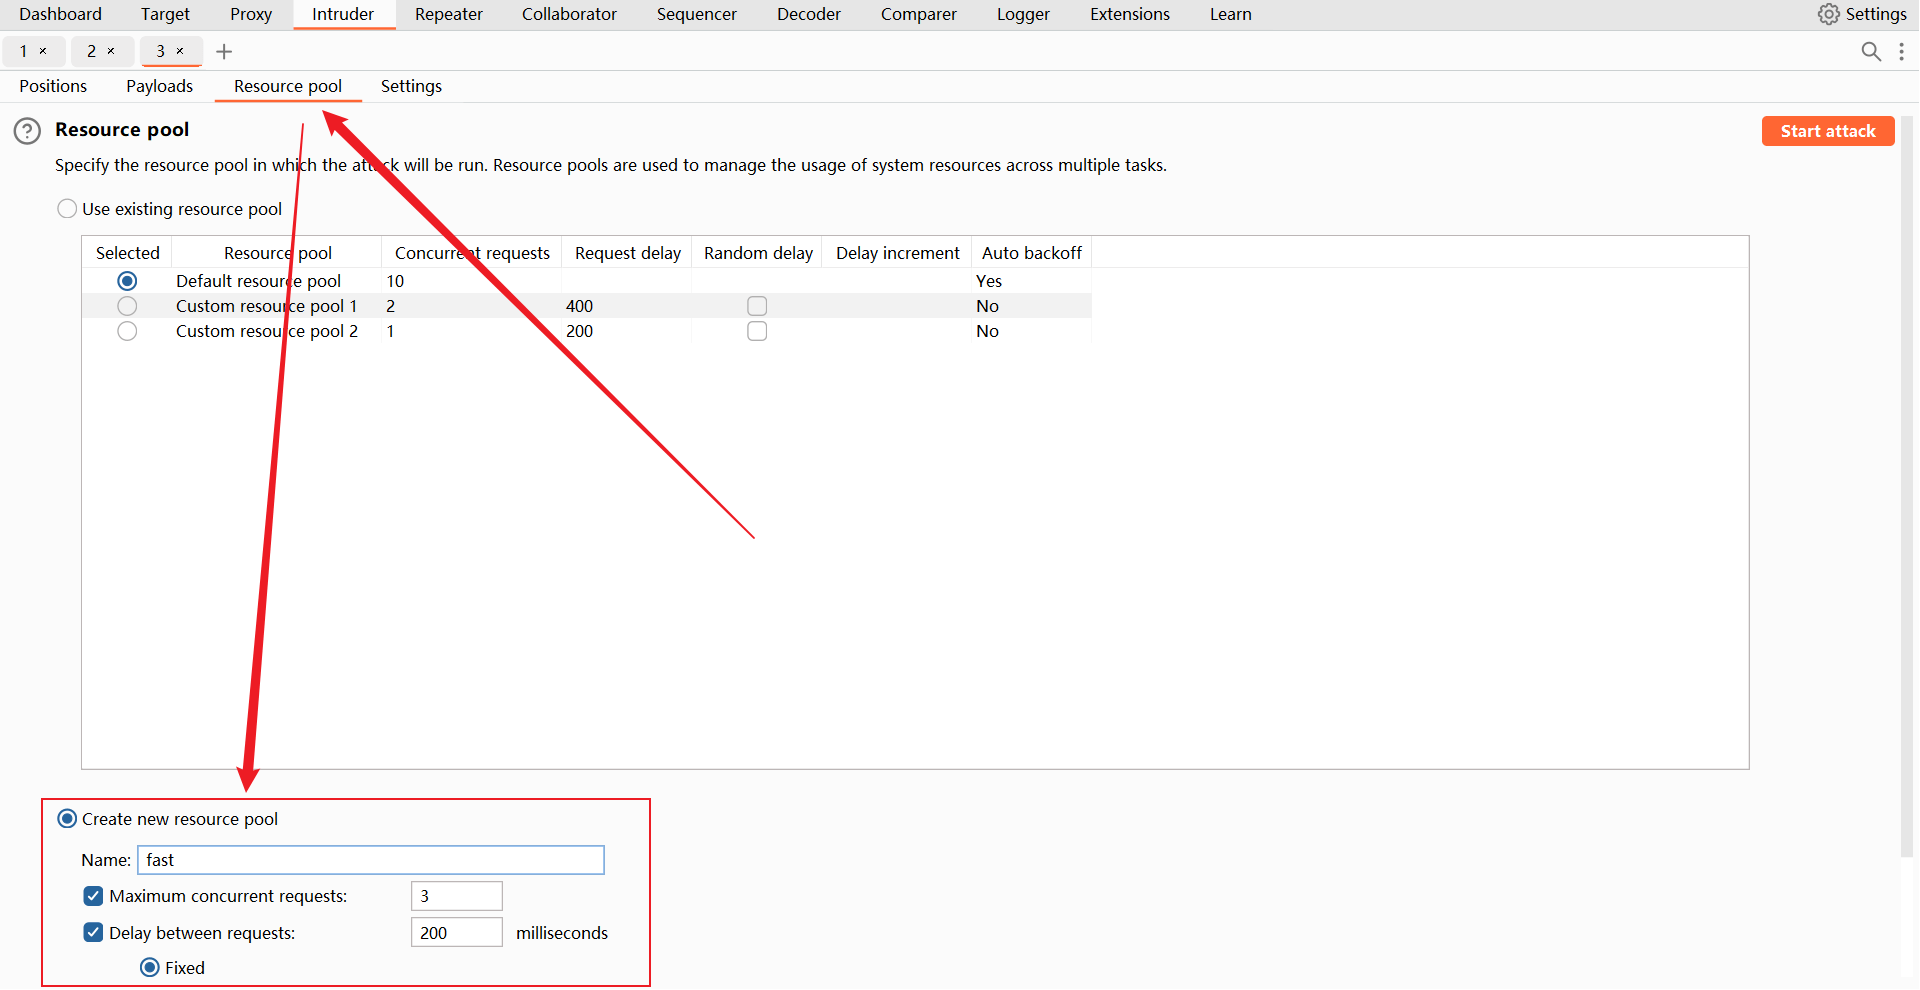 Dashboard Target Proxy Intruder Repeater Collaborator Sequencer Decoder Comparer Logger Extensions Learn Settings
1 × 2 × 3 × +
Positions Payloads Resource pool Settings
? Resource pool Start attack
Specify the resource pool in which the attack will be run. Resource pools are used to manage the usage of system resources across multiple tasks.
Use existing resource pool
Selected Resource pool Concurrent requests Request delay Random delay Delay increment Auto backoff
Default resource pool 10 Yes
Custom resource pool 1 2 400 No
Custom resource pool 2 1 200 No
Create new resource pool
Name: fast
Maximum concurrent requests: 3
Delay between requests: 200 milliseconds
Fixed